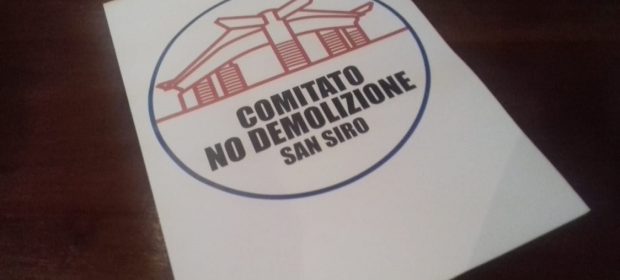 COMITATO
NO DEMOLIZIONE
SAN SIRO